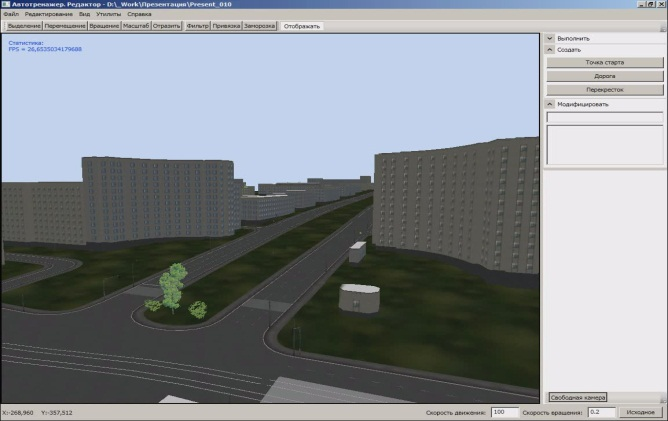 Автотренажер. Редактор - D:\_Work\Презентации\Present_010
Файл Редактирование Вид Утилиты Справка
Выделение Перемещение Вращение Масштаб Отразить Фильтр Привязка Заморозка Отображать
Статистика:
FPS = 26,6535034179688
Выполнить
Создать
Точка старта
Дорога
Перекресток
Модифицировать
Свободная камера
X:-268,960 Y:-357,512 Скорость движения: 100 Скорость вращения: 0.2 Исходное